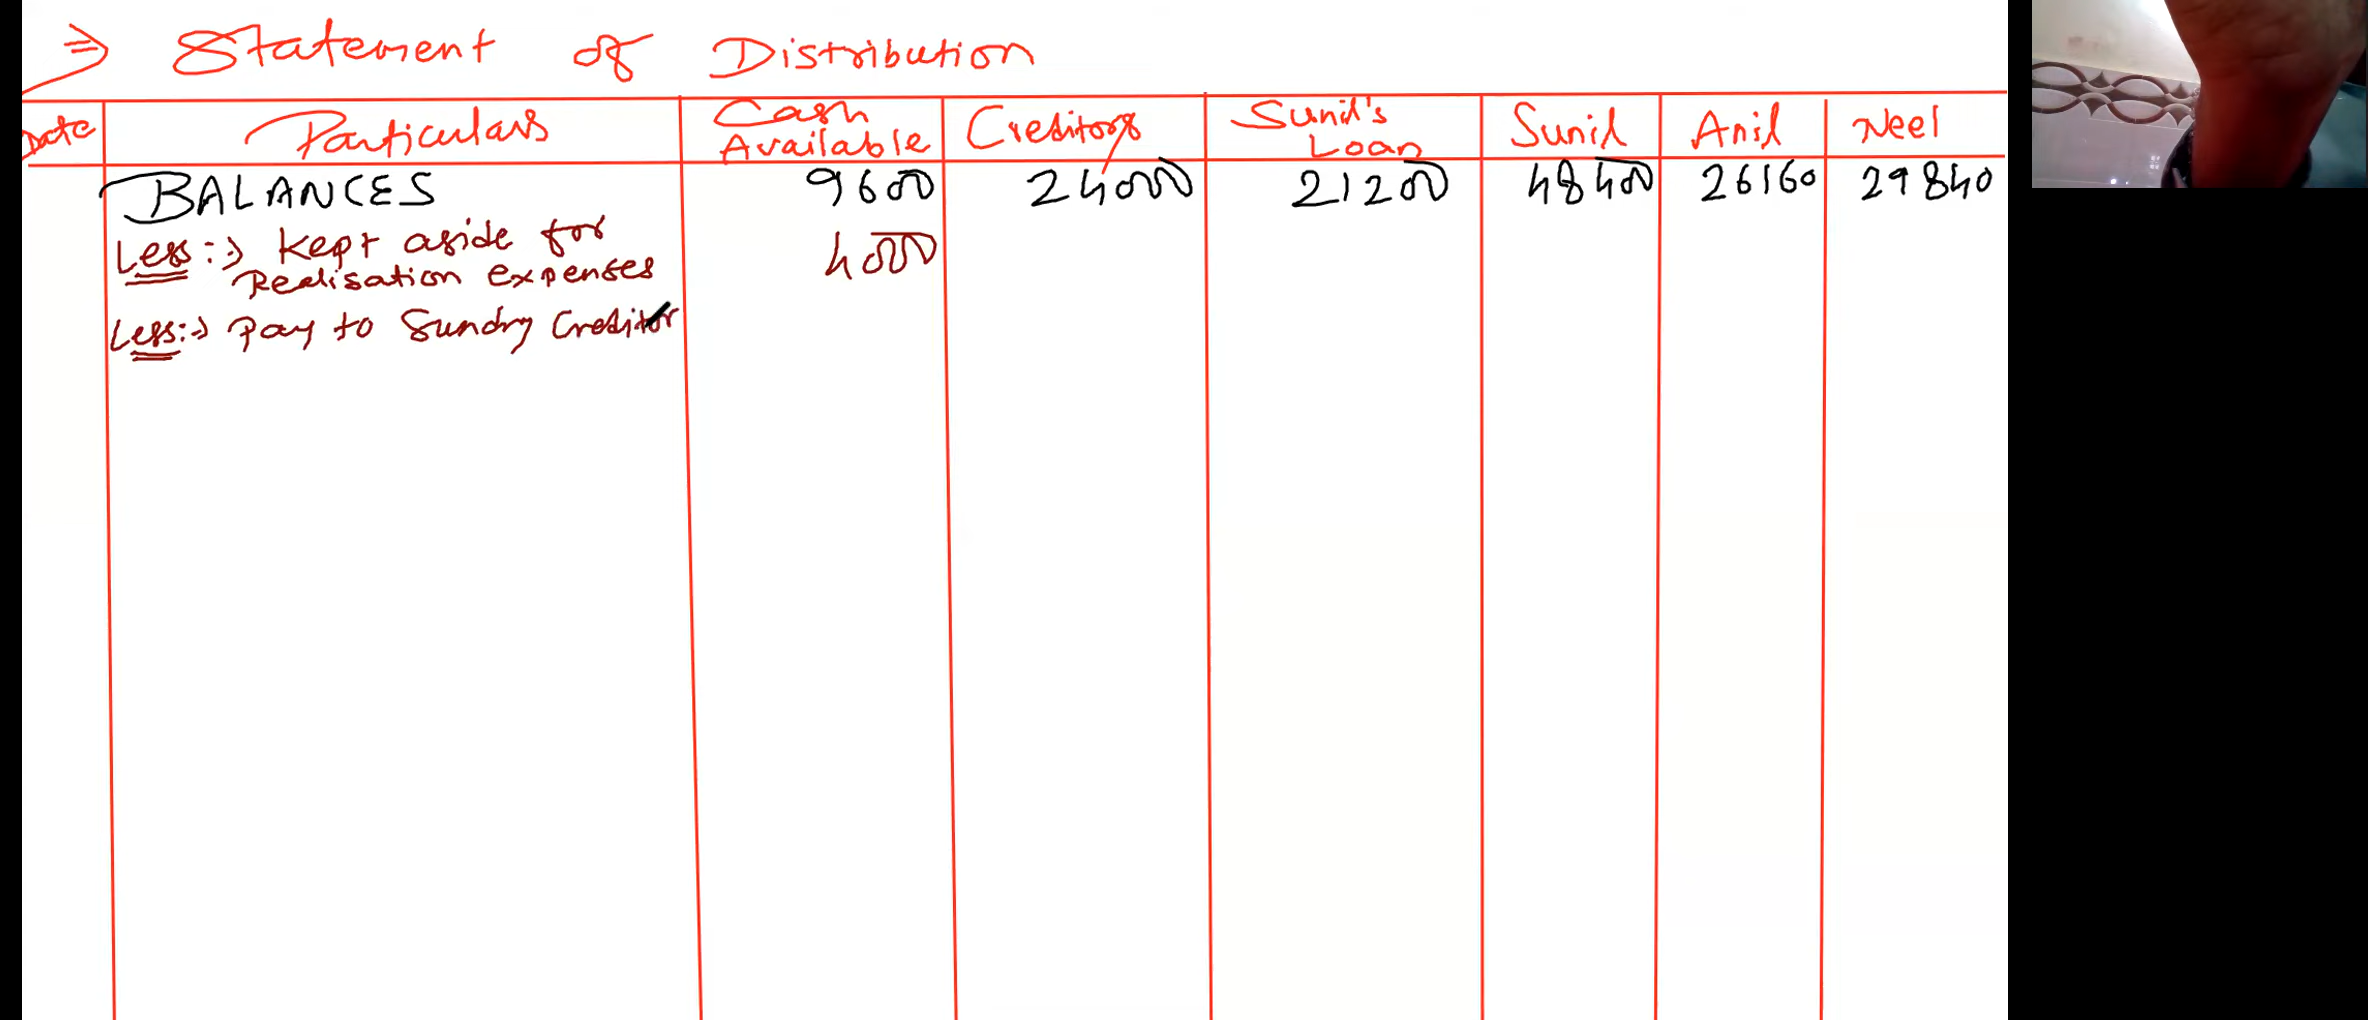 ⇒ Statement of Distribution
Date Particulars Cash Available Creditors Sunil's Loan Sunil Anil Neel
BALANCES 9600 24000 21200 48400 26160 29840
Less :→ Kept aside for 4000
Realisation expenses
Less :→ Pay to Sundry Creditor